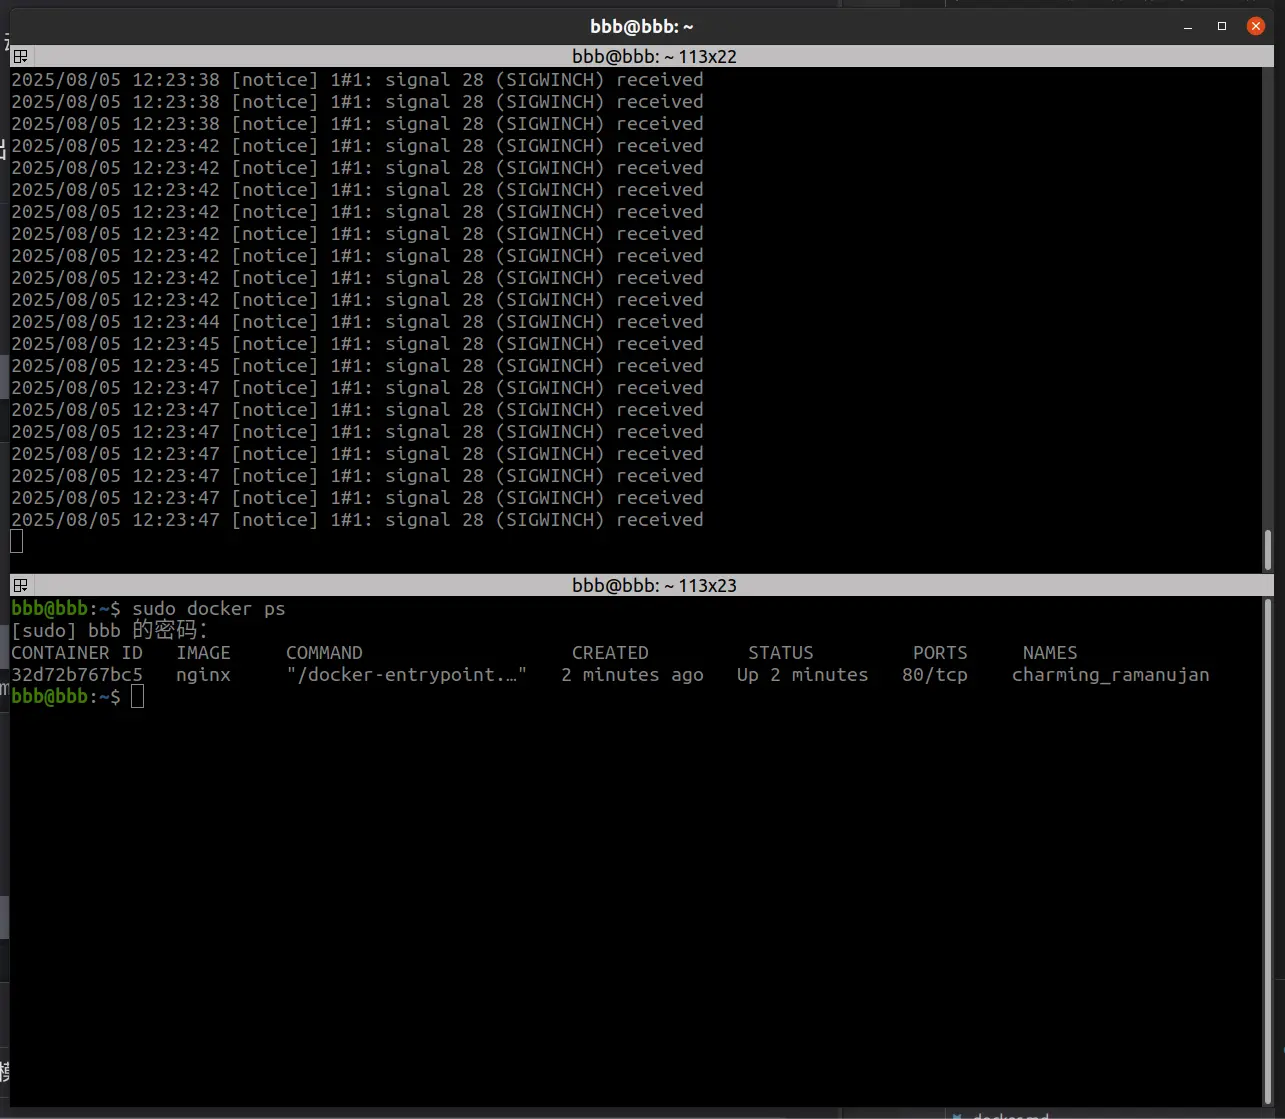 bbb@bbb: ~
bbb@bbb: ~ 113x22
2025/08/05 12:23:38 [notice] 1#1: signal 28 (SIGWINCH) received
2025/08/05 12:23:38 [notice] 1#1: signal 28 (SIGWINCH) received
2025/08/05 12:23:38 [notice] 1#1: signal 28 (SIGWINCH) received
2025/08/05 12:23:42 [notice] 1#1: signal 28 (SIGWINCH) received
2025/08/05 12:23:42 [notice] 1#1: signal 28 (SIGWINCH) received
2025/08/05 12:23:42 [notice] 1#1: signal 28 (SIGWINCH) received
2025/08/05 12:23:42 [notice] 1#1: signal 28 (SIGWINCH) received
2025/08/05 12:23:42 [notice] 1#1: signal 28 (SIGWINCH) received
2025/08/05 12:23:42 [notice] 1#1: signal 28 (SIGWINCH) received
2025/08/05 12:23:42 [notice] 1#1: signal 28 (SIGWINCH) received
2025/08/05 12:23:42 [notice] 1#1: signal 28 (SIGWINCH) received
2025/08/05 12:23:44 [notice] 1#1: signal 28 (SIGWINCH) received
2025/08/05 12:23:45 [notice] 1#1: signal 28 (SIGWINCH) received
2025/08/05 12:23:45 [notice] 1#1: signal 28 (SIGWINCH) received
2025/08/05 12:23:47 [notice] 1#1: signal 28 (SIGWINCH) received
2025/08/05 12:23:47 [notice] 1#1: signal 28 (SIGWINCH) received
2025/08/05 12:23:47 [notice] 1#1: signal 28 (SIGWINCH) received
2025/08/05 12:23:47 [notice] 1#1: signal 28 (SIGWINCH) received
2025/08/05 12:23:47 [notice] 1#1: signal 28 (SIGWINCH) received
2025/08/05 12:23:47 [notice] 1#1: signal 28 (SIGWINCH) received
2025/08/05 12:23:47 [notice] 1#1: signal 28 (SIGWINCH) received
bbb@bbb: ~ 113x23
bbb@bbb:~$ sudo docker ps
[sudo] bbb 的密码：
CONTAINER ID   IMAGE     COMMAND                   CREATED         STATUS         PORTS     NAMES
32d72b767bc5   nginx     "/docker-entrypoint.…"   2 minutes ago   Up 2 minutes   80/tcp    charming_ramanujan
bbb@bbb:~$